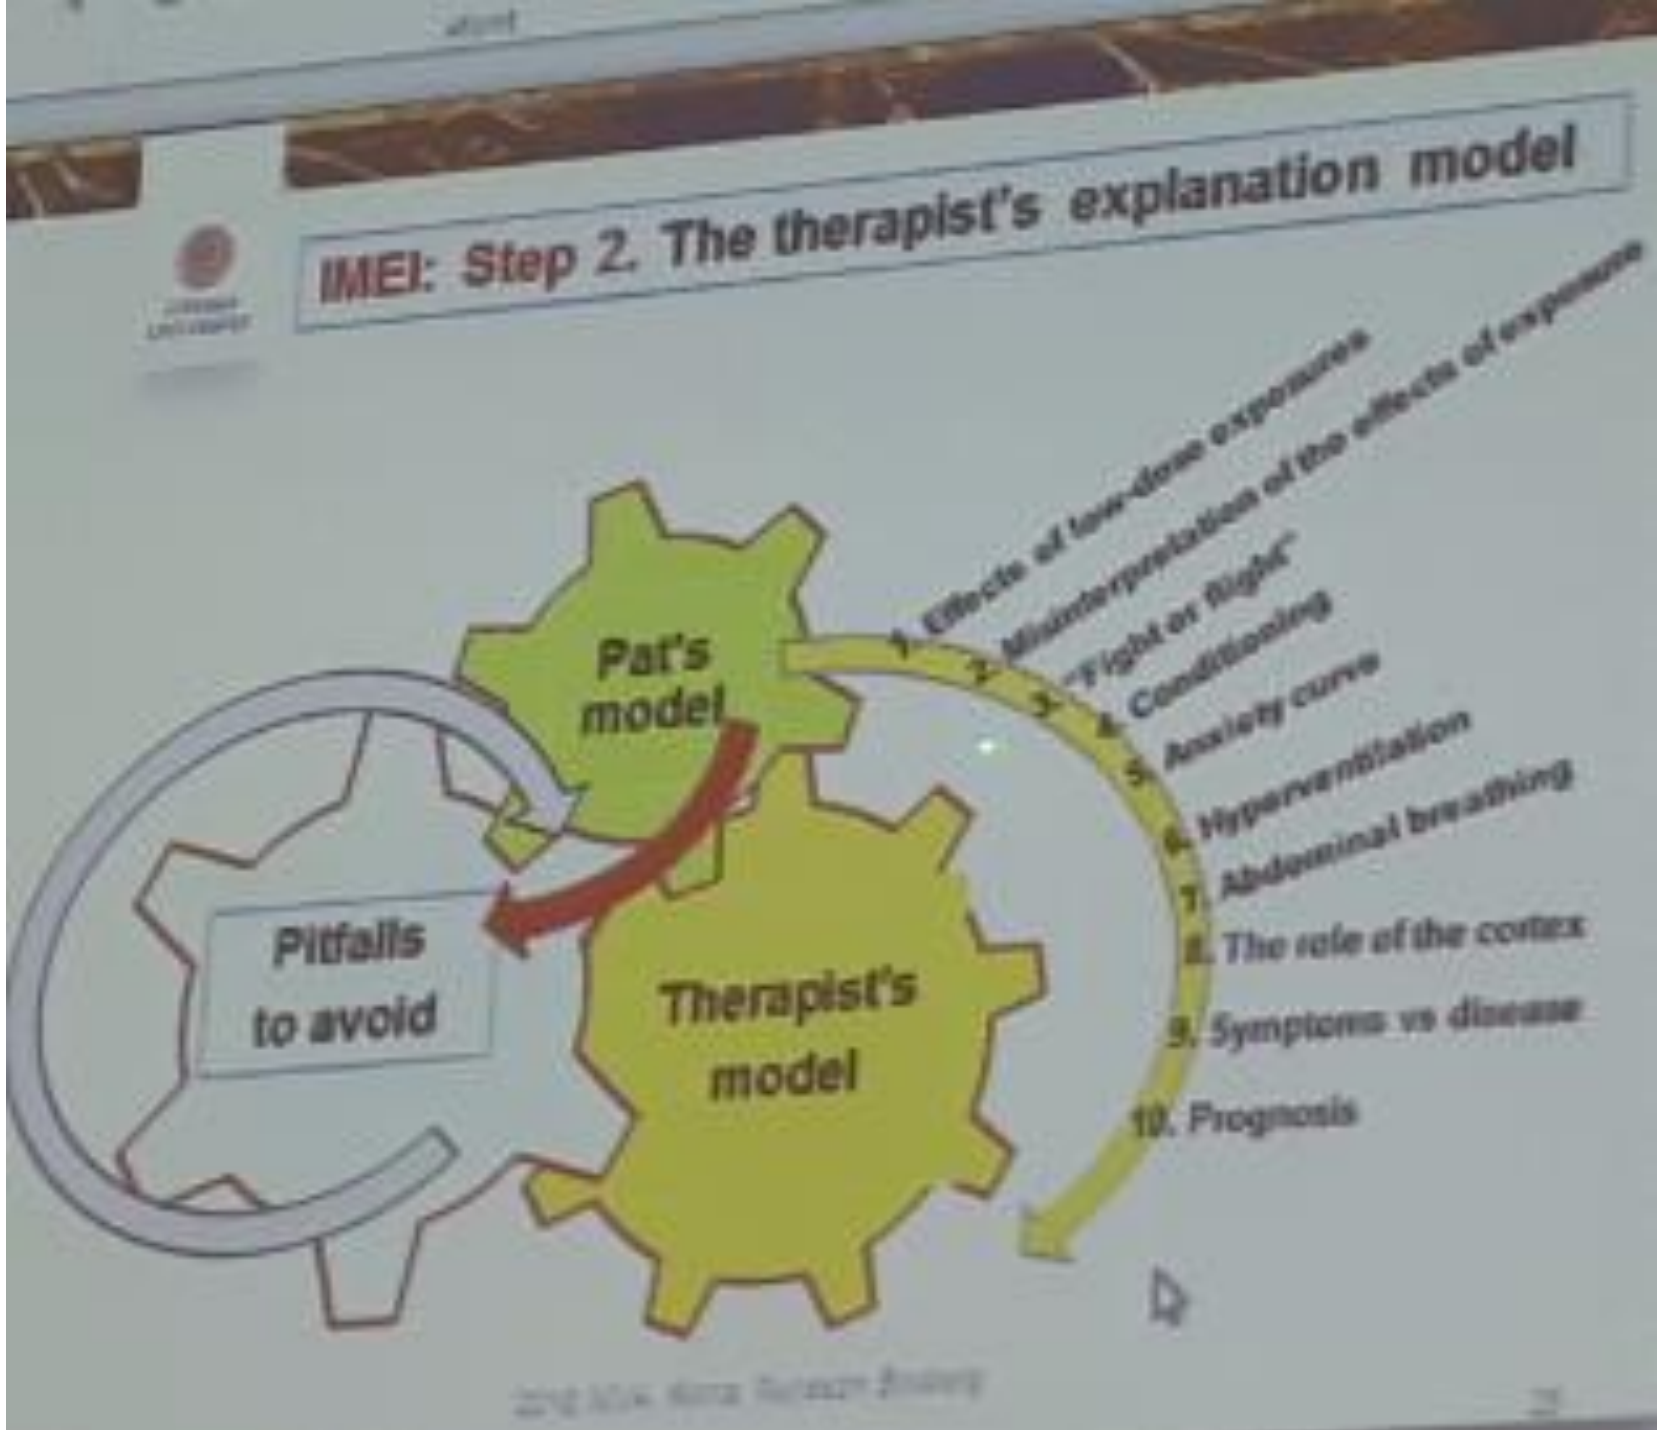 IMEI: Step 2. The therapist's explanation model
1. Effects of low-dose exposures
2. Misinterpretation of the effects of exposure
3. "Fight or flight"
4. Conditioning
5. Anxiety curve
6. Hyperventilation
7. Abdominal breathing
8. The role of the cortex
9. Symptoms vs disease
10. Prognosis
Pat's
model
Pitfalls
to avoid
Therapist's
model